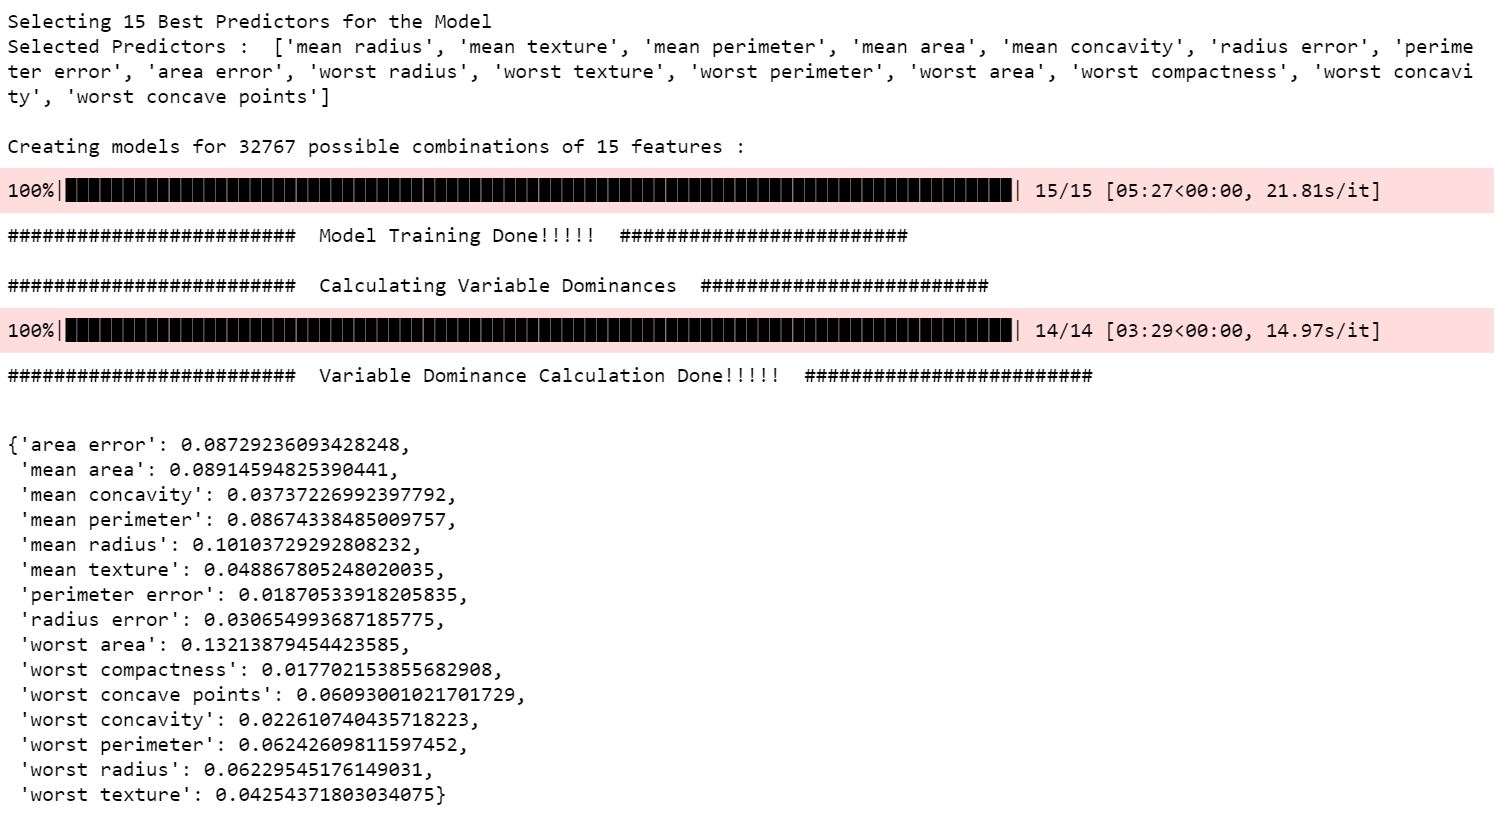 Selecting 15 Best Predictors for the Model
Selected Predictors :  ['mean radius', 'mean texture', 'mean perimeter', 'mean area', 'mean concavity', 'radius error', 'perime
ter error', 'area error', 'worst radius', 'worst texture', 'worst perimeter', 'worst area', 'worst compactness', 'worst concavi
ty', 'worst concave points']
Creating models for 32767 possible combinations of 15 features :
100%|██████████████████████████████████████████████████████████████████████████████████| 15/15 [05:27<00:00, 21.81s/it]
#########################  Model Training Done!!!!!  #########################
#########################  Calculating Variable Dominances  #########################
100%|██████████████████████████████████████████████████████████████████████████████████| 14/14 [03:29<00:00, 14.97s/it]
#########################  Variable Dominance Calculation Done!!!!!  #########################
{'area error': 0.08729236093428248,
 'mean area': 0.08914594825390441,
 'mean concavity': 0.03737226992397792,
 'mean perimeter': 0.08674338485009757,
 'mean radius': 0.10103729292808232,
 'mean texture': 0.048867805248020035,
 'perimeter error': 0.01870533918205835,
 'radius error': 0.030654993687185775,
 'worst area': 0.13213879454423585,
 'worst compactness': 0.017702153855682908,
 'worst concave points': 0.06093001021701729,
 'worst concavity': 0.022610740435718223,
 'worst perimeter': 0.06242609811597452,
 'worst radius': 0.06229545176149031,
 'worst texture': 0.04254371803034075}